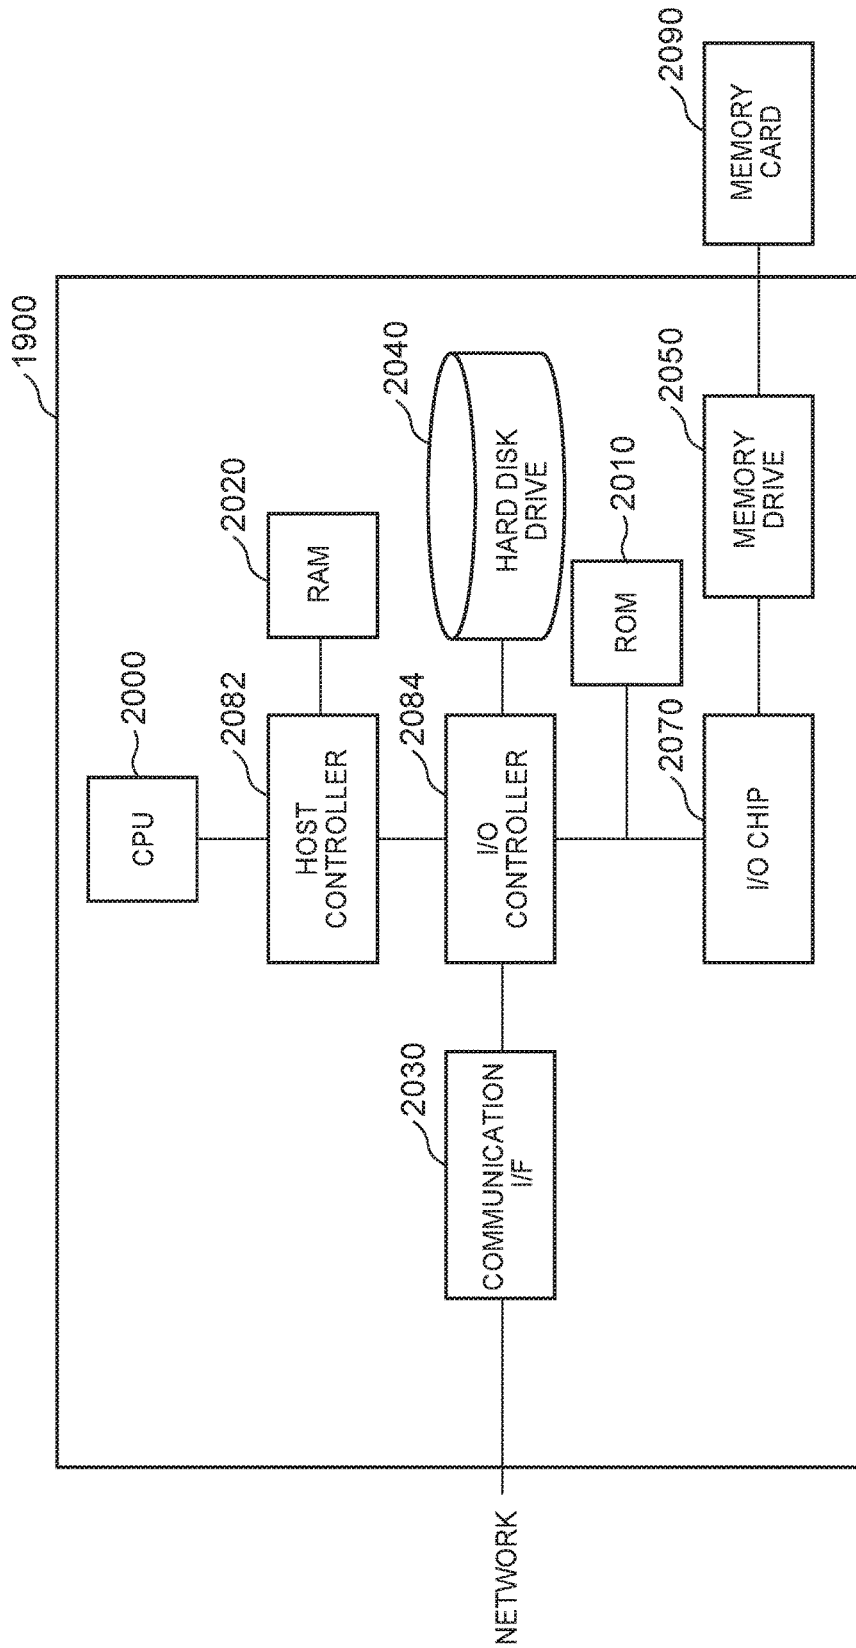 1900
CPU
2000
HOST
CONTROLLER
2082
RAM
2020
NETWORK
COMMUNICATION
I/F
2030
I/O
CONTROLLER
2084
HARD DISK
DRIVE
2040
ROM
2010
I/O CHIP
2070
MEMORY
DRIVE
2050
MEMORY
CARD
2090